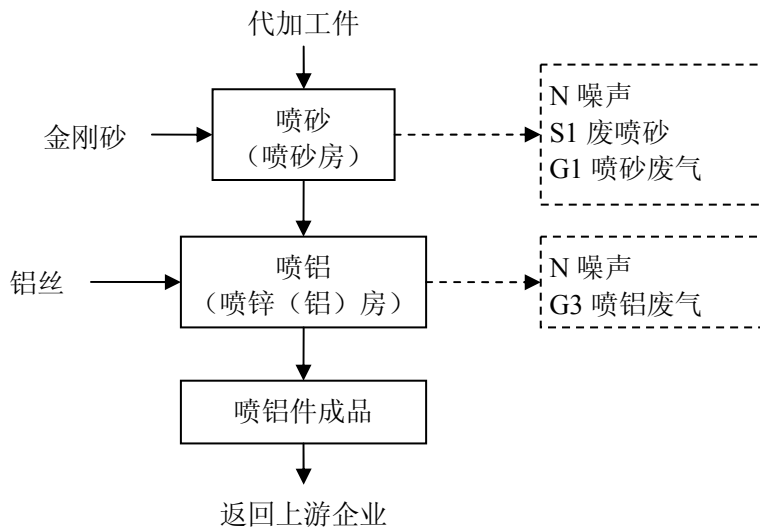 代加工件
金刚砂
喷砂
（喷砂房）
N 噪声
S1 废喷砂
G1 喷砂废气
铝丝
喷铝
（喷锌（铝）房）
N 噪声
G3 喷铝废气
喷铝件成品
返回上游企业